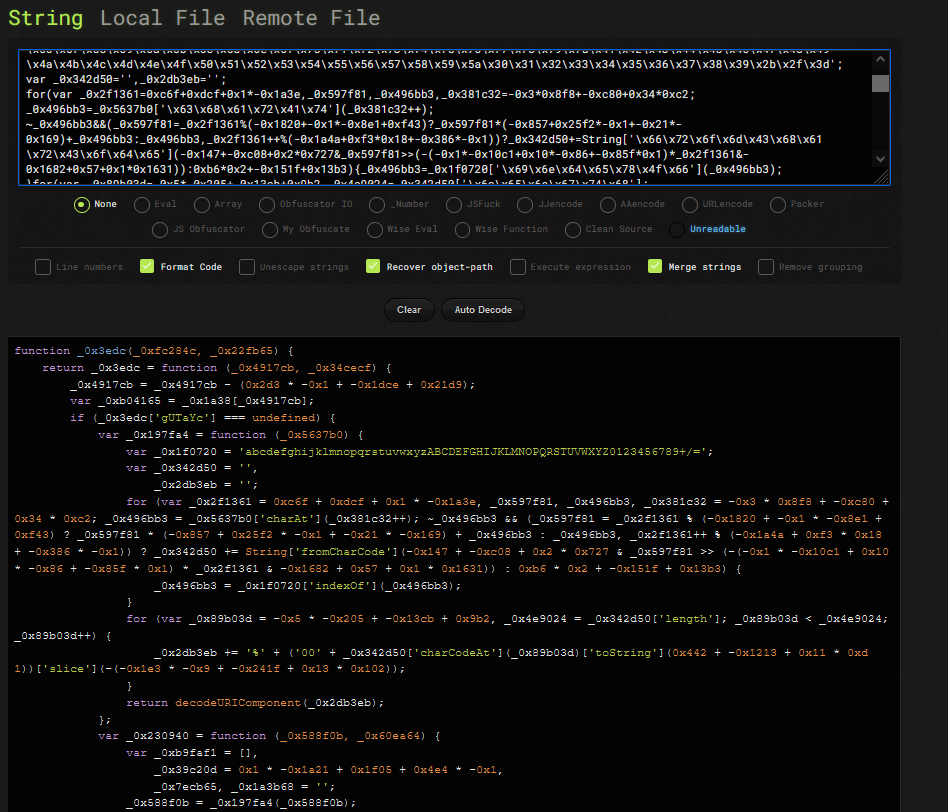 String Local File Remote File
\x4a\x4b\x4c\x4d\x4e\x4f\x50\x51\x52\x53\x54\x55\x56\x57\x58\x59\x5a\x30\x31\x32\x33\x34\x35\x36\x37\x38\x39\x2b\x2f\x3d';
var _0x342d50='',_0x2db3eb='';
for(var _0x2f1361=0xc6f+0xdcf+0x1*-0x1a3e,_0x597f81,_0x496bb3,_0x381c32=-0x3*0x8f8+-0xc80+0x34*0xc2;
_0x496bb3=_0x5637b0['\x63\x68\x61\x72\x41\x74'](_0x381c32++);
~_0x496bb3&&(_0x597f81=_0x2f1361%(-0x1820+-0x1*-0x8e1+0xf43)?_0x597f81*(-0x857+0x25f2*-0x1+-0x21*-
0x169)+_0x496bb3:_0x496bb3,_0x2f1361++%(-0x1a4a+0xf3*0x18+-0x386*-0x1))?_0x342d50+=String['\x66\x72\x6f\x6d\x43\x68\x61
\x72\x43\x6f\x64\x65'](-0x147+-0xc08+0x2*0x727&_0x597f81>>(-(-0x1*-0x10c1+0x10*-0x86+-0x85f*0x1)*_0x2f1361&-
0x1682+0x57+0x1*0x1631)):0xb6*0x2+-0x151f+0x13b3){_0x496bb3=_0x1f0720['\x69\x6e\x64\x65\x78\x4f\x66'](_0x496bb3);
None Eval Array Obfuscator IO _Number JSFuck JJencode AAencode URLencode Packer
JS Obfuscator My Obfuscate Wise Eval Wise Function Clean Source Unreadable
Line numbers Format Code Unescape strings Recover object-path Execute expression Merge strings Remove grouping
Clear Auto Decode
function _0x3edc(_0xfc284c, _0x22fb65) {
return _0x3edc = function (_0x4917cb, _0x34cecf) {
_0x4917cb = _0x4917cb - (0x2d3 * -0x1 + -0x1dce + 0x21d9);
var _0xb04165 = _0x1a38[_0x4917cb];
if (_0x3edc['gUTaYc'] === undefined) {
var _0x197fa4 = function (_0x5637b0) {
var _0x1f0720 = 'abcdefghijklmnopqrstuvwxyzABCDEFGHIJKLMNOPQRSTUVWXYZ0123456789+/=';
var _0x342d50 = '',
_0x2db3eb = '';
for (var _0x2f1361 = 0xc6f + 0xdcf + 0x1 * -0x1a3e, _0x597f81, _0x496bb3, _0x381c32 = -0x3 * 0x8f8 + -0xc80 +
0x34 * 0xc2; _0x496bb3 = _0x5637b0['charAt'](_0x381c32++); ~_0x496bb3 && (_0x597f81 = _0x2f1361 % (-0x1820 + -0x1 * -0x8e1 +
0xf43) ? _0x597f81 * (-0x857 + 0x25f2 * -0x1 + -0x21 * -0x169) + _0x496bb3 : _0x496bb3, _0x2f1361++ % (-0x1a4a + 0xf3 * 0x18
+ -0x386 * -0x1)) ? _0x342d50 += String['fromCharCode'](-0x147 + -0xc08 + 0x2 * 0x727 & _0x597f81 >> (-(-0x1 * -0x10c1 + 0x10
* -0x86 + -0x85f * 0x1) * _0x2f1361 & -0x1682 + 0x57 + 0x1 * 0x1631)) : 0xb6 * 0x2 + -0x151f + 0x13b3) {
_0x496bb3 = _0x1f0720['indexOf'](_0x496bb3);
}
for (var _0x89b03d = -0x5 * -0x205 + -0x13cb + 0x9b2, _0x4e9024 = _0x342d50['length']; _0x89b03d < _0x4e9024;
_0x89b03d++) {
_0x2db3eb += '%' + ('00' + _0x342d50['charCodeAt'](_0x89b03d)['toString'](0x442 + -0x1213 + 0x11 * 0xd
1))['slice'](-(-0x1e3 * -0x9 + -0x241f + 0x13 * 0x102));
}
return decodeURIComponent(_0x2db3eb);
};
var _0x230940 = function (_0x588f0b, _0x60ea64) {
var _0xb9faf1 = [],
_0x39c20d = 0x1 * -0x1a21 + 0x1f05 + 0x4e4 * -0x1,
_0x7ecb65, _0x1a3b68 = '';
_0x588f0b = _0x197fa4(_0x588f0b);